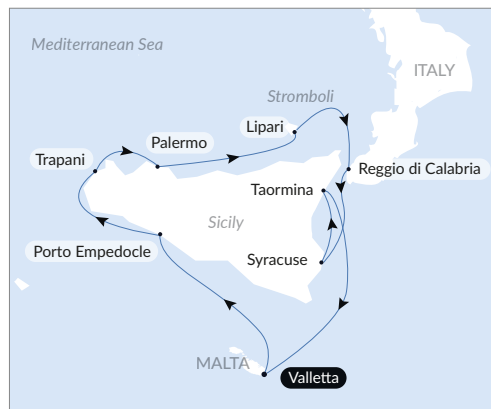 Mediterranean Sea
ITALY
Stromboli
Lipari
Palermo
Trapani
Reggio di Calabria
Taormina
Sicily
Porto Empedocle
Syracuse
MALTA
Valletta